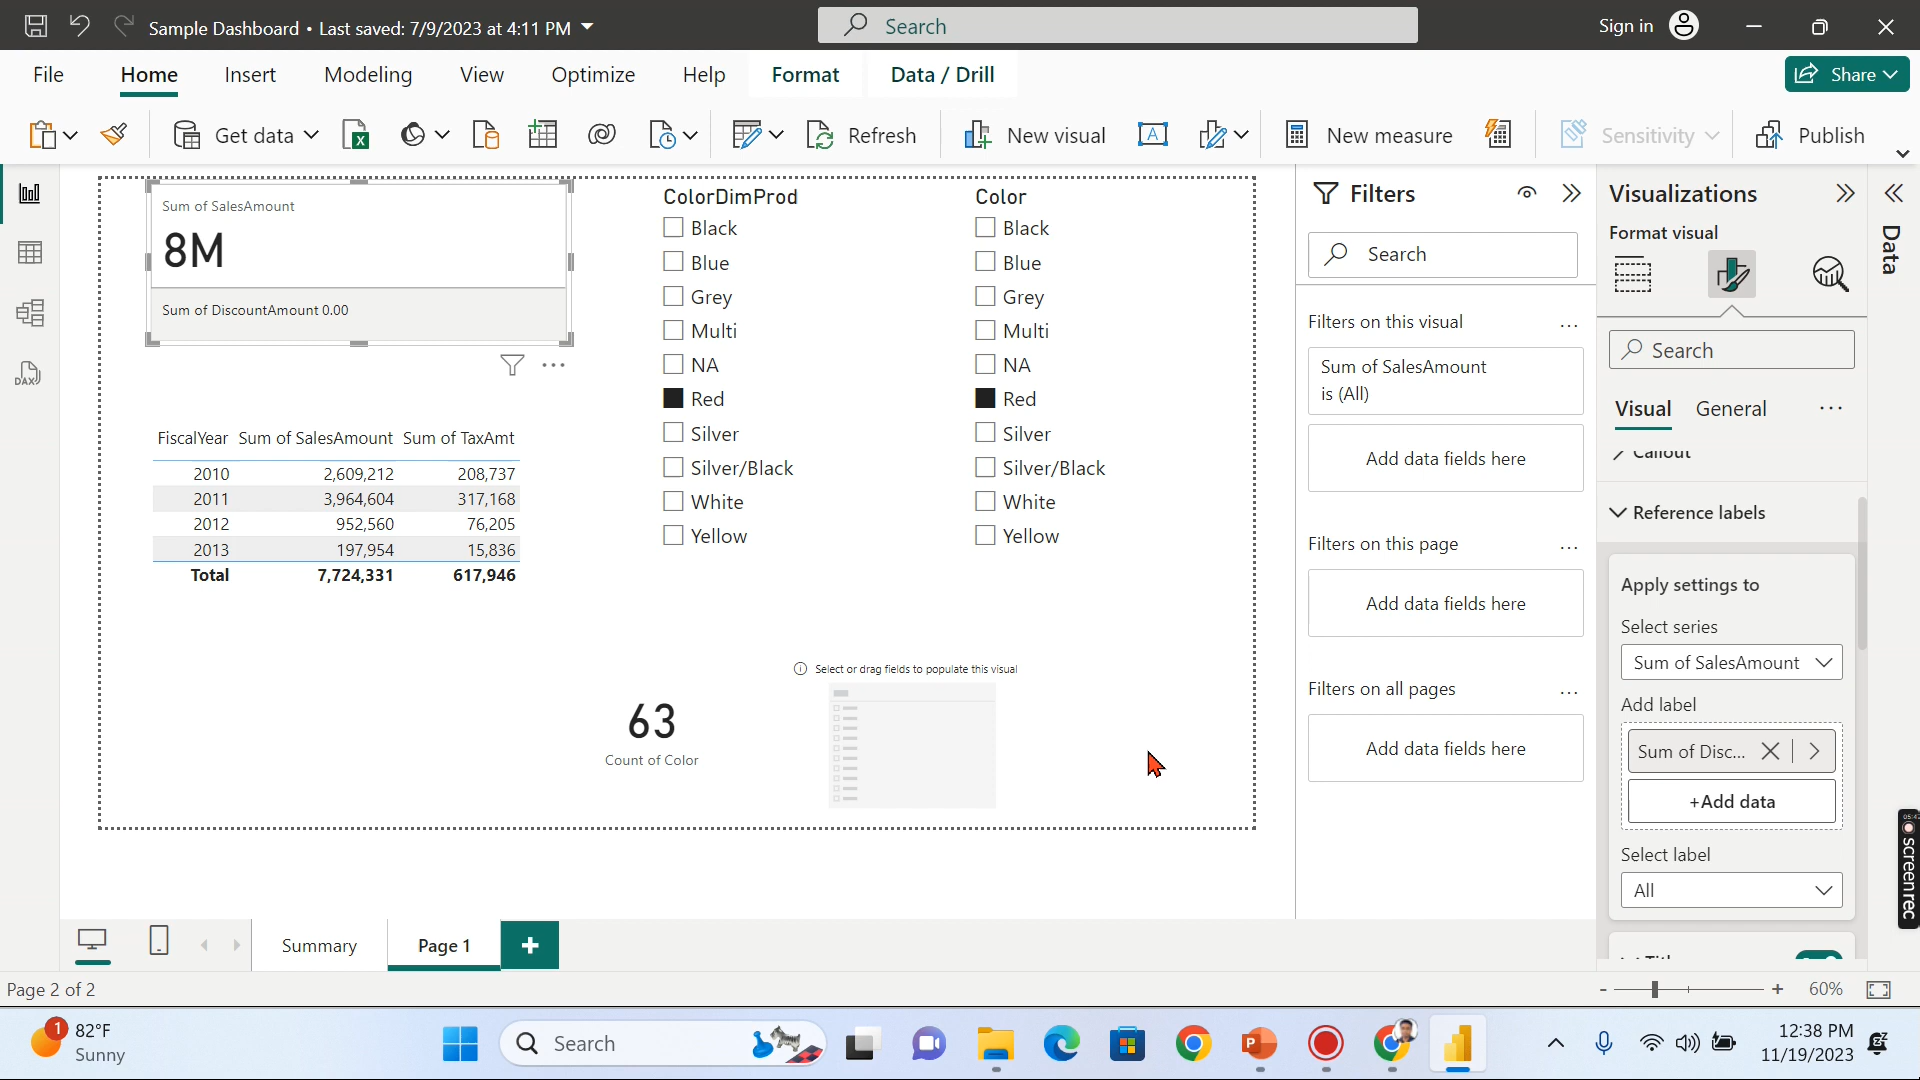 Sample Dashboard • Last saved: 7/9/2023 at 4:11 PM
Search
Sign in
File
Home
Insert
Modeling
View
Optimize
Help
Format
Data / Drill
Share
Get data
Refresh
New visual
New measure
Sensitivity
Publish
DAX
Sum of SalesAmount
8M
Sum of DiscountAmount 0.00
FiscalYear Sum of SalesAmount Sum of TaxAmt
2010 2,609,212 208,737
2011 3,964,604 317,168
2012 952,560 76,205
2013 197,954 15,836
Total 7,724,331 617,946
ColorDimProd
Black
Blue
Grey
Multi
NA
Red
Silver
Silver/Black
White
Yellow
Color
Black
Blue
Grey
Multi
NA
Red
Silver
Silver/Black
White
Yellow
Select or drag fields to populate this visual
63
Count of Color
Filters
Search
Filters on this visual
Sum of SalesAmount
is (All)
Add data fields here
Filters on this page
Add data fields here
Filters on all pages
Add data fields here
Visualizations
Format visual
Search
Visual
General
Callout
Reference labels
Apply settings to
Select series
Sum of SalesAmount
Add label
Sum of Disc...
+Add data
Select label
All
Data
screenrec
Summary
Page 1
Page 2 of 2
60%
1
82°F
Sunny
Search
12:38 PM
11/19/2023